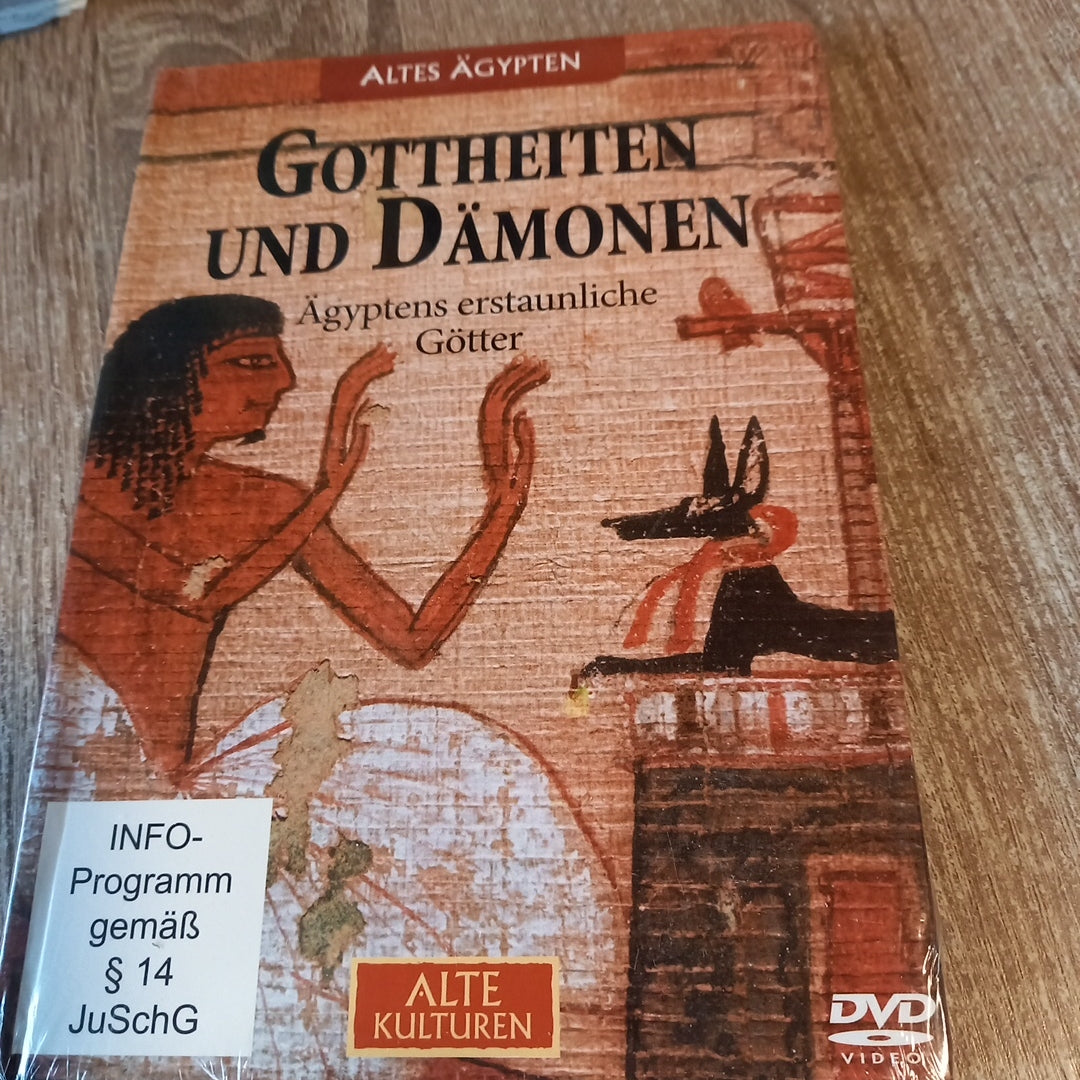 ALTES ÄGYPTEN
GOTTHEITEN
UND DÄMONEN
Ägyptens erstaunliche
Götter
INFO-
Programm
gemäß
§ 14
JuSchG
ALTE
KULTUREN
DVD
VIDEO